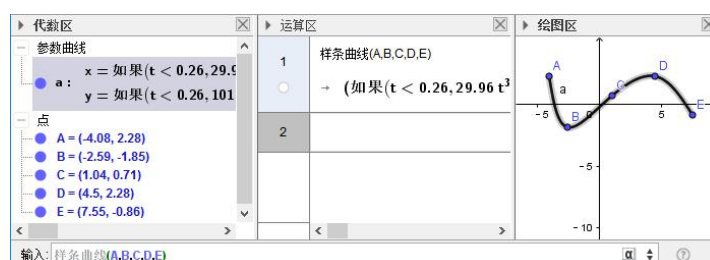 代数区
参数曲线
a : x = 如果(t < 0.26, 29.9
y = 如果(t < 0.26, 101
点
A = (-4.08, 2.28)
B = (-2.59, -1.85)
C = (1.04, 0.71)
D = (4.5, 2.28)
E = (7.55, -0.86)
运算区
1
样条曲线(A,B,C,D,E)
→ (如果(t < 0.26, 29.96 t³
2
绘图区
A
a
B
C
D
E
-5
0
5
-5
-10
输入: 样条曲线(A,B,C,D,E)
α